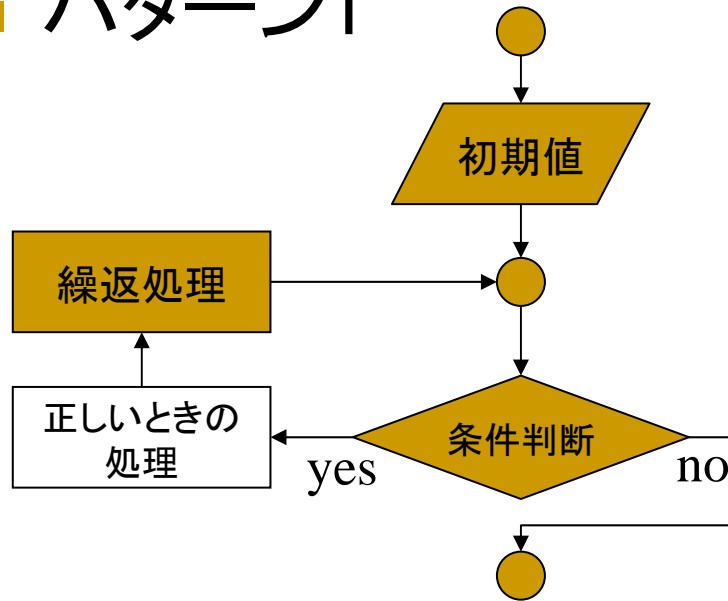 パターン1
初期値
繰返処理
正しいときの
処理
条件判断
yes
no